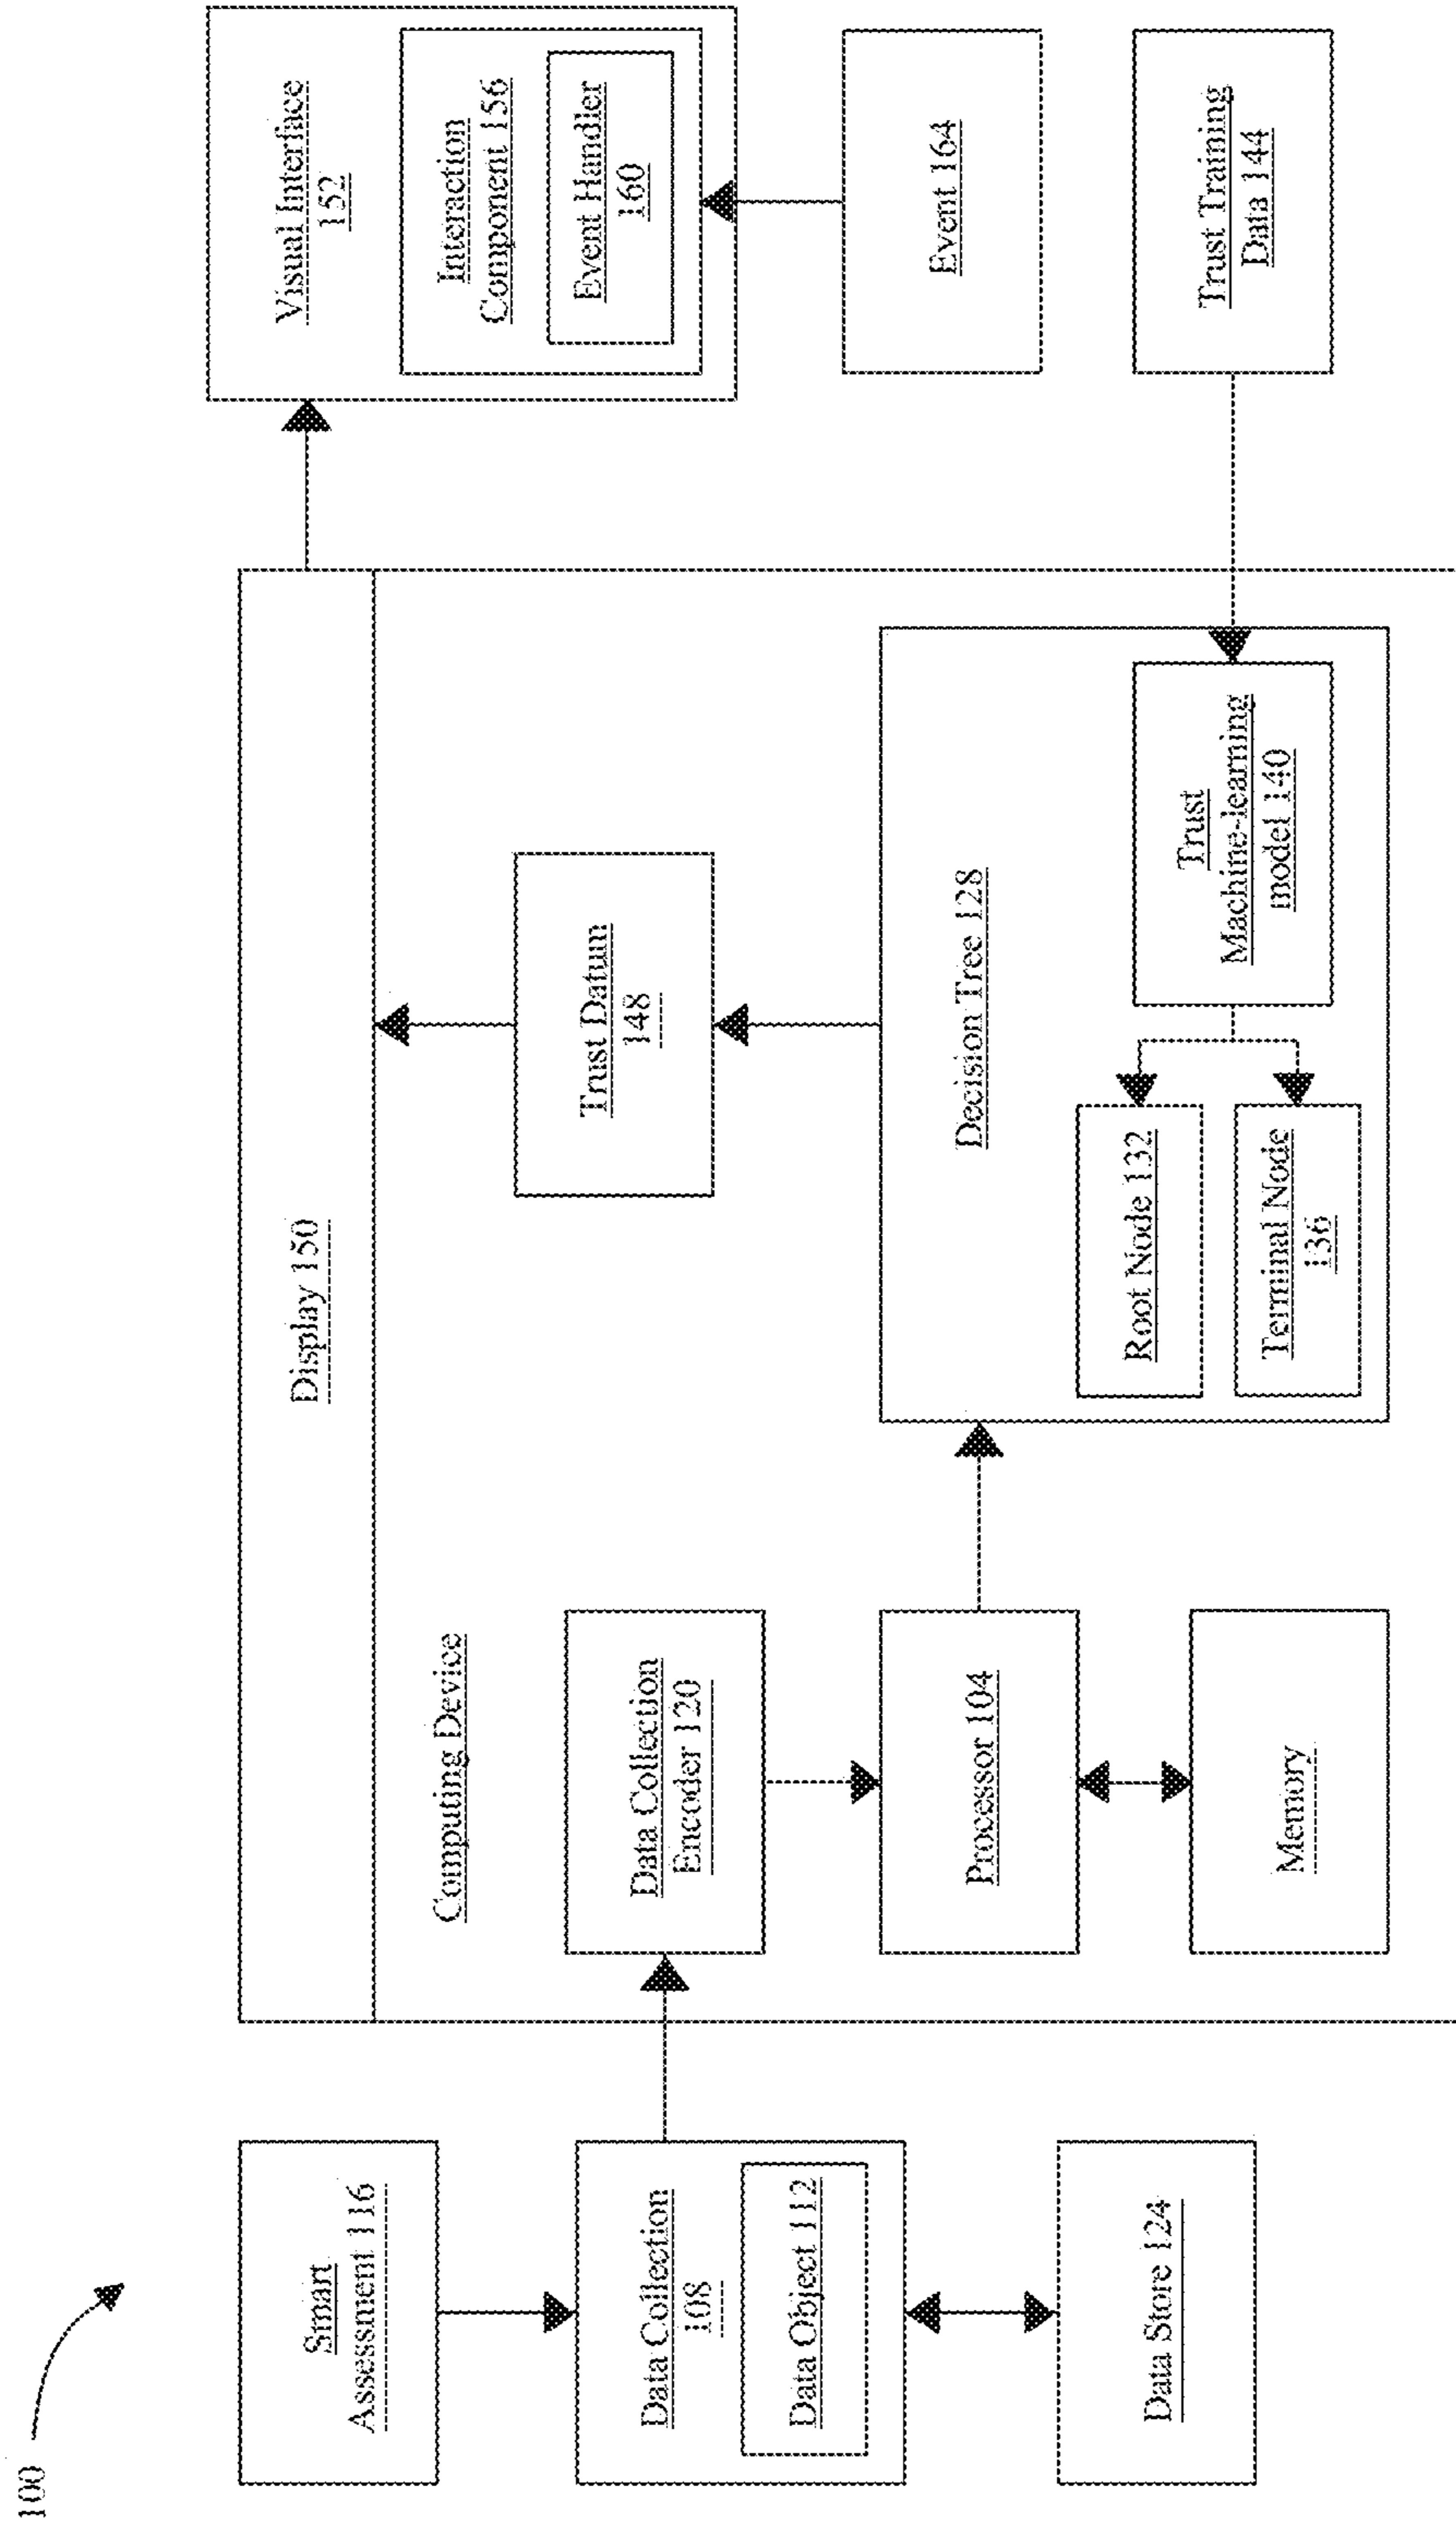 100
Smart
Assessment 116
Data Collection
108
Data Object 112
Data Store 124
Display 150
Computing Device
Data Collection
Encoder 120
Processor 104
Memory
Trust Datum
148
Decision Tree 128
Root Node 132
Terminal Node
136
Trust
Machine-learning
model 140
Visual Interface
152
Interaction
Component 156
Event Handler
160
Event 164
Trust Training
Data 144